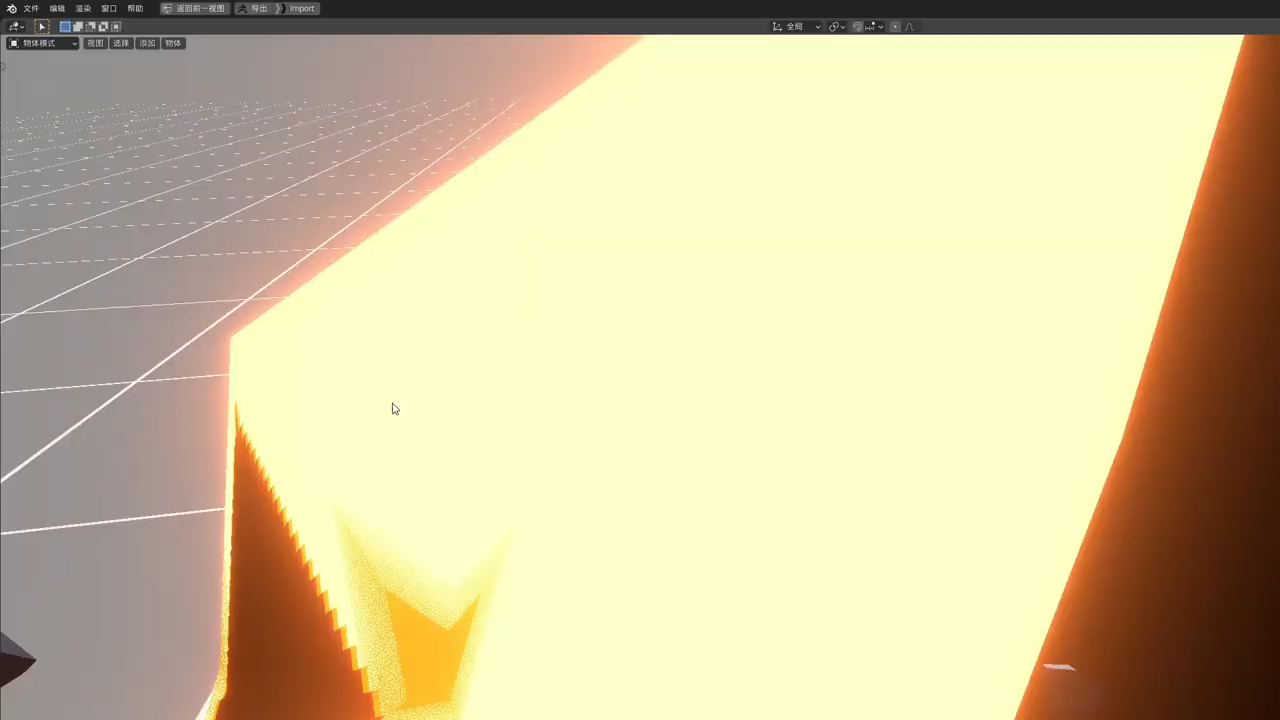 文件 编辑 渲染 窗口 帮助 返回前一视图 导出 Import
全局
物体模式 视图 选择 添加 物体